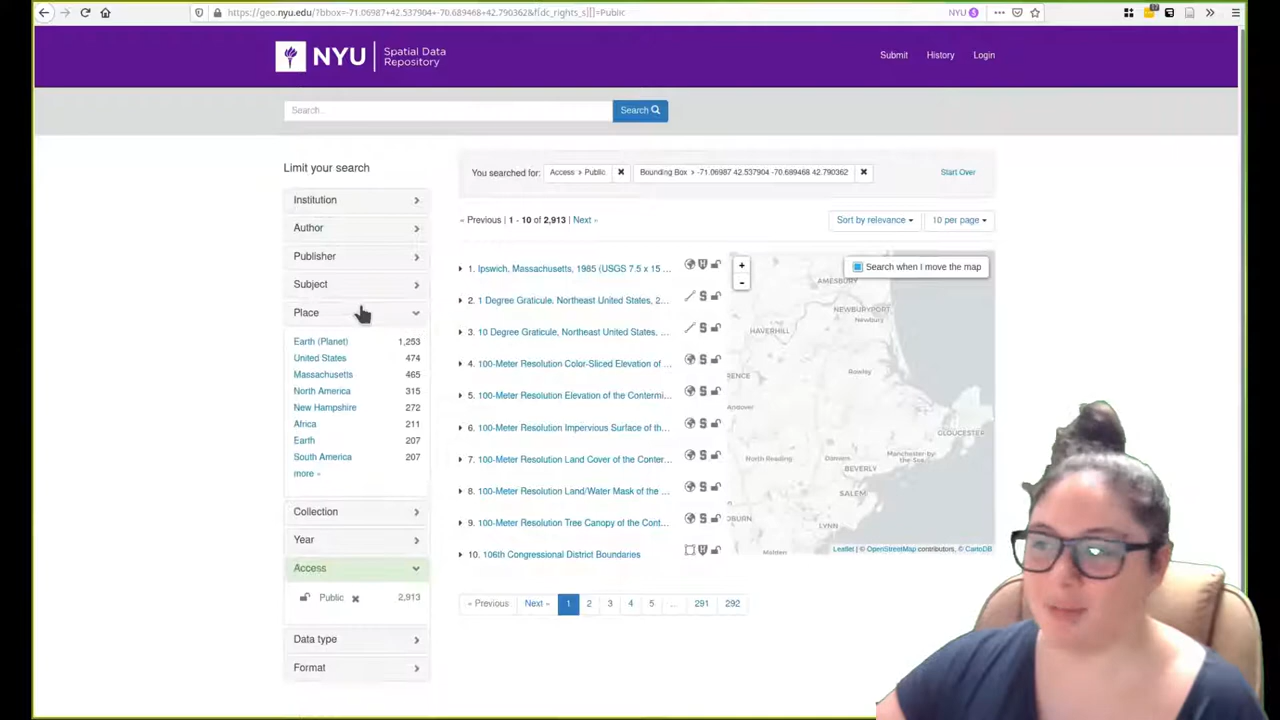 https://geo.nyu.edu/?bbox=-71.06987+42.537904+-70.689468+42.790362&f[dc_rights_s][]=Public
NYU
NYU Spatial Data Repository
Submit History Login
Search...
Search
Limit your search
Institution
Author
Publisher
Subject
Place
Earth (Planet) 1,253
United States 474
Massachusetts 465
North America 315
New Hampshire 272
Africa 211
Earth 207
South America 207
more »
Collection
Year
Access
Public ✖ 2,913
Data type
Format
You searched for: Access > Public ✖ Bounding Box > -71.06987 42.537904 -70.689468 42.790362 ✖ Start Over
« Previous | 1 - 10 of 2,913 | Next »
Sort by relevance
10 per page
1. Ipswich, Massachusetts, 1985 (USGS 7.5 x 15 ...
2. 1 Degree Graticule, Northeast United States, 2...
3. 10 Degree Graticule, Northeast United States, ...
4. 100-Meter Resolution Color-Sliced Elevation of ...
5. 100-Meter Resolution Elevation of the Contermi...
6. 100-Meter Resolution Impervious Surface of th...
7. 100-Meter Resolution Land Cover of the Conter...
8. 100-Meter Resolution Land/Water Mask of the ...
9. 100-Meter Resolution Tree Canopy of the Cont...
10. 106th Congressional District Boundaries
+
-
Search when I move the map
AMESBURY
NEWBURYPORT
Newbury
HAVERHILL
RENCE
Rowley
Andover
GLOUCESTER
Manchester-by-the-Sea
North Reading
Danvers
BEVERLY
SALEM
OBURN
LYNN
Malden
Leaflet | © OpenStreetMap contributors, © CartoDB
« Previous Next » 1 2 3 4 5 ... 291 292